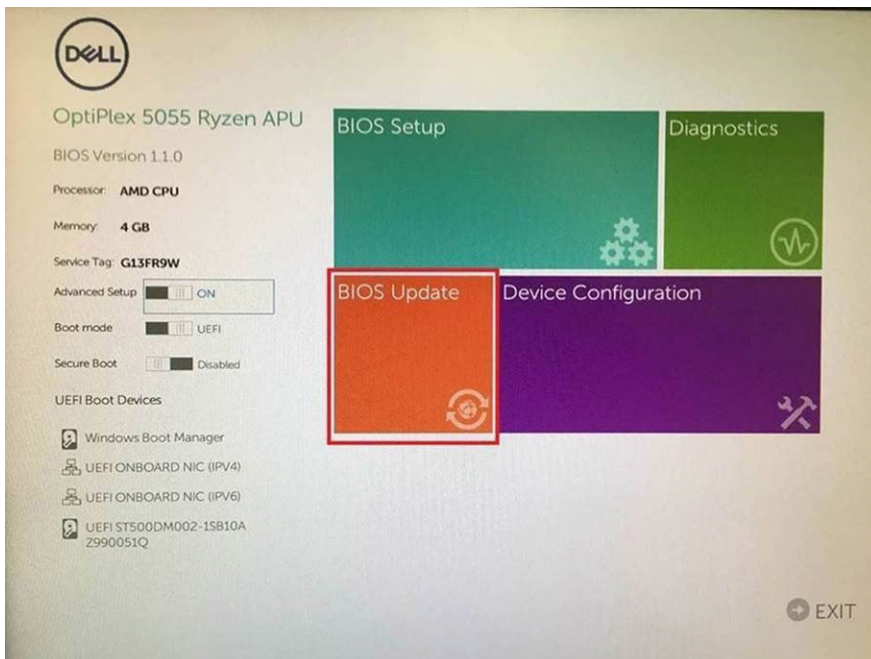 DELL
OptiPlex 5055 Ryzen APU
BIOS Version 1.1.0
Processor: AMD CPU
Memory: 4 GB
Service Tag: G13FR9W
Advanced Setup ON
Boot mode UEFI
Secure Boot Disabled
UEFI Boot Devices
Windows Boot Manager
UEFI ONBOARD NIC (IPV4)
UEFI ONBOARD NIC (IPV6)
UEFI ST500DM002-1SB10A
Z990051Q
BIOS Setup
Diagnostics
BIOS Update
Device Configuration
EXIT